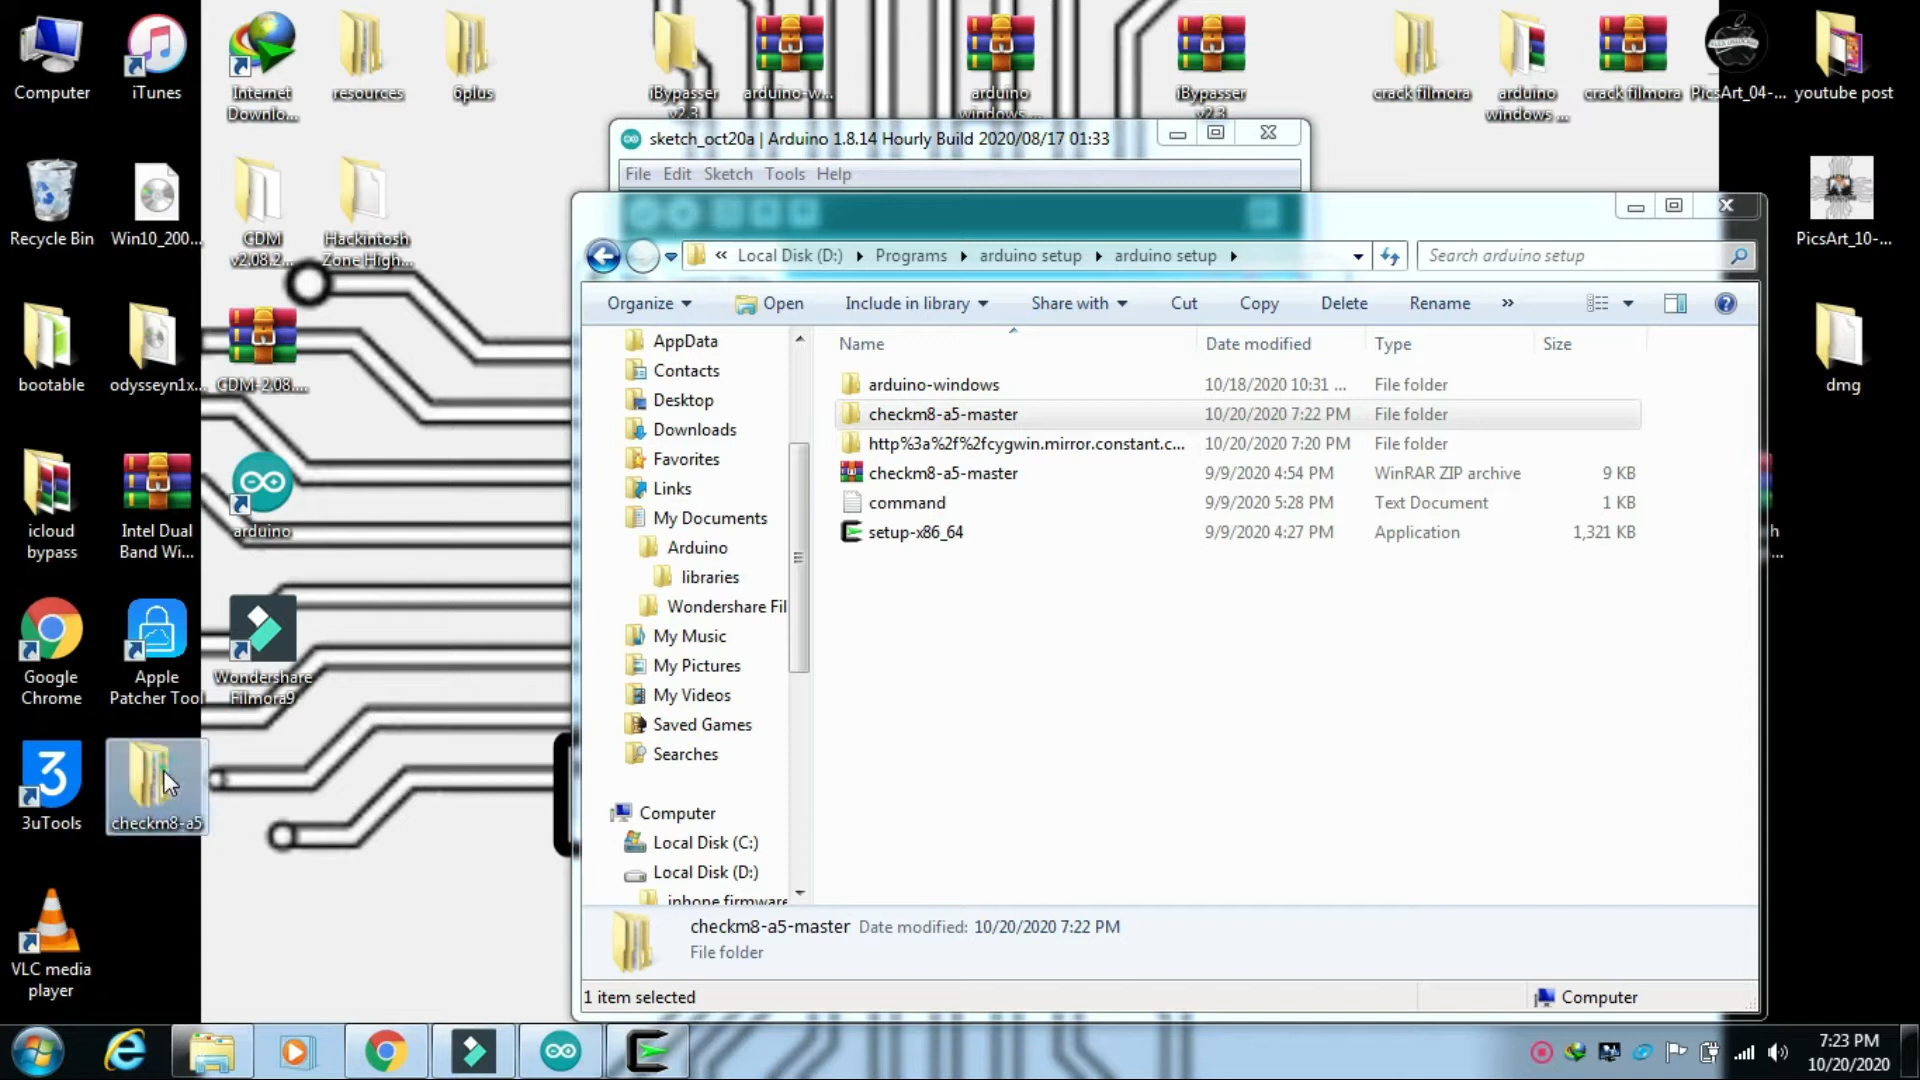 Computer
iTunes
Internet
Downlo...
resources
6plus
iBypasser
v2.3
arduino-w...
arduino
windows ...
iBypasser
v2.3
crack filmora
arduino
windows ...
crack filmora
PicsArt_04-...
youtube post
sketch_oct20a | Arduino 1.8.14 Hourly Build 2020/08/17 01:33
File Edit Sketch Tools Help
Recycle Bin
Win10_200...
GDM
v2.08.2...
Hackintosh
Zone High...
PicsArt_10-...
« Local Disk (D:) Programs arduino setup arduino setup
Search arduino setup
Organize Open Include in library Share with Cut Copy Delete Rename »
Name Date modified Type Size
AppData
Contacts
Desktop
Downloads
Favorites
Links
My Documents
Arduino
libraries
Wondershare Fil
My Music
My Pictures
My Videos
Saved Games
Searches
Computer
Local Disk (C:)
Local Disk (D:)
iphone firmware
arduino-windows 10/18/2020 10:31 ... File folder
checkm8-a5-master 10/20/2020 7:22 PM File folder
http%3a%2f%2fcygwin.mirror.constant.c... 10/20/2020 7:20 PM File folder
checkm8-a5-master 9/9/2020 4:54 PM WinRAR ZIP archive 9 KB
command 9/9/2020 5:28 PM Text Document 1 KB
setup-x86_64 9/9/2020 4:27 PM Application 1,321 KB
bootable
odysseyn1x...
GDM-2.08....
dmg
icloud
bypass
Intel Dual
Band Wi...
arduino
Google
Chrome
Apple
Patcher Tool
Wondershare
Filmora9
3uTools
checkm8-a5
VLC media
player
checkm8-a5-master Date modified: 10/20/2020 7:22 PM
File folder
1 item selected
Computer
7:23 PM
10/20/2020